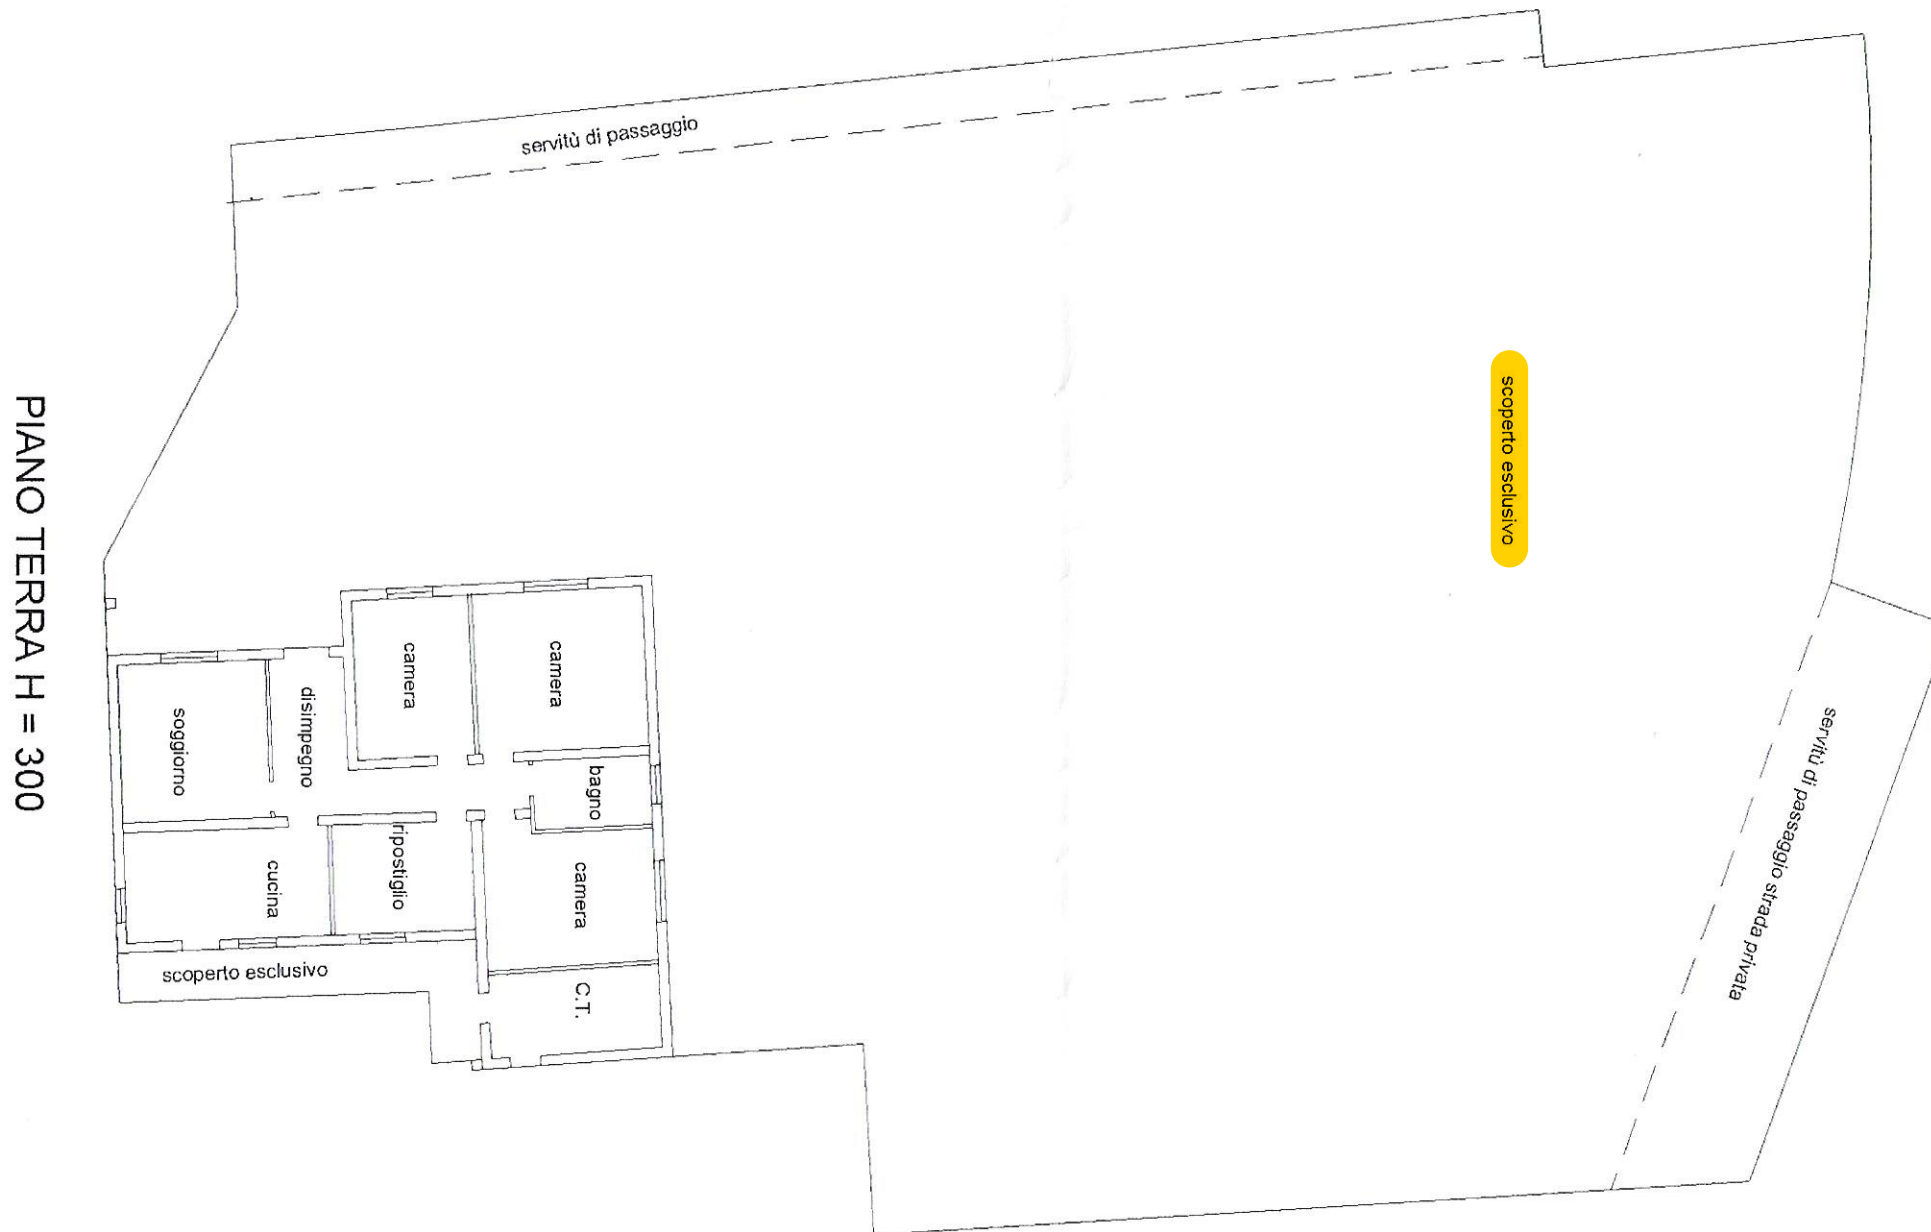 servitù di passaggio
scoperto esclusivo
servitù di passaggio strada privata
PIANO TERRA H = 300
camera
camera
disimpegno
soggiorno
bagno
ripostiglio
cucina
camera
scoperto esclusivo
C.T.